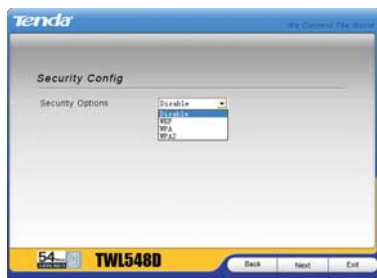 Tenda
We Connect The World
Security Config
Security Options
Disable
Disable
WEP
WPA
WPA2
54
TWL548D
Back
Next
Exit